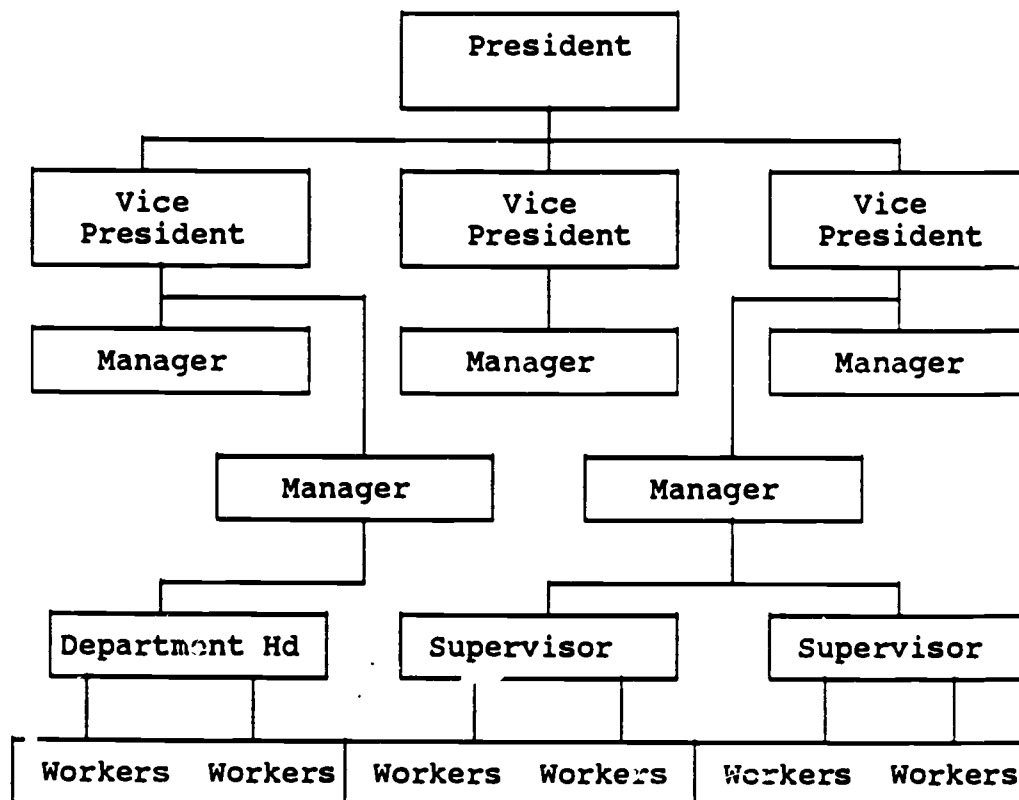 President
Vice President
Vice President
Vice President
Manager
Manager
Manager
Manager
Manager
Department Hd
Supervisor
Supervisor
Workers Workers Workers Workers Workers Workers